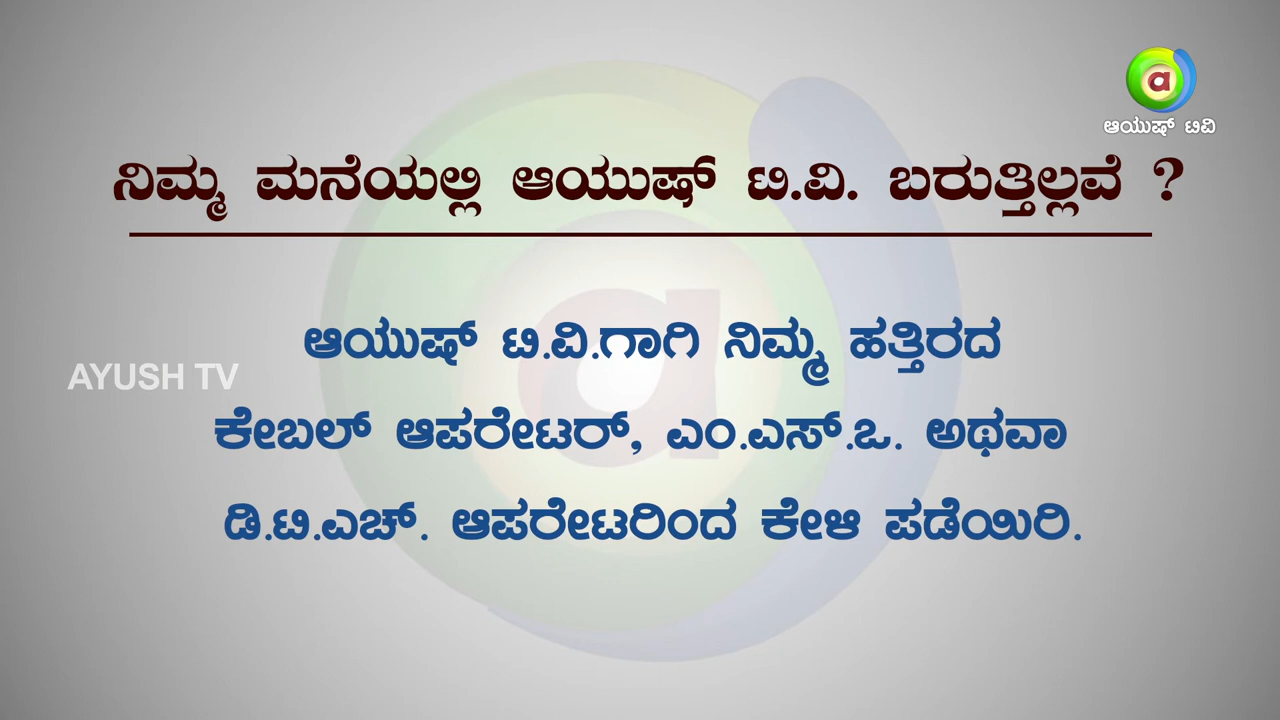 ಆಯುಷ್ ಟಿವಿ
ನಿಮ್ಮ ಮನೆಯಲ್ಲಿ ಆಯುಷ್ ಟಿ.ವಿ. ಬರುತ್ತಿಲ್ಲವೆ ?
ಆಯುಷ್ ಟಿ.ವಿ.ಗಾಗಿ ನಿಮ್ಮ ಹತ್ತಿರದ
AYUSH TV
ಕೇಬಲ್ ಆಪರೇಟರ್, ಎಂ.ಎಸ್.ಒ. ಅಥವಾ
ಡಿ.ಟಿ.ಎಚ್. ಆಪರೇಟರಿಂದ ಕೇಳಿ ಪಡೆಯಿರಿ.